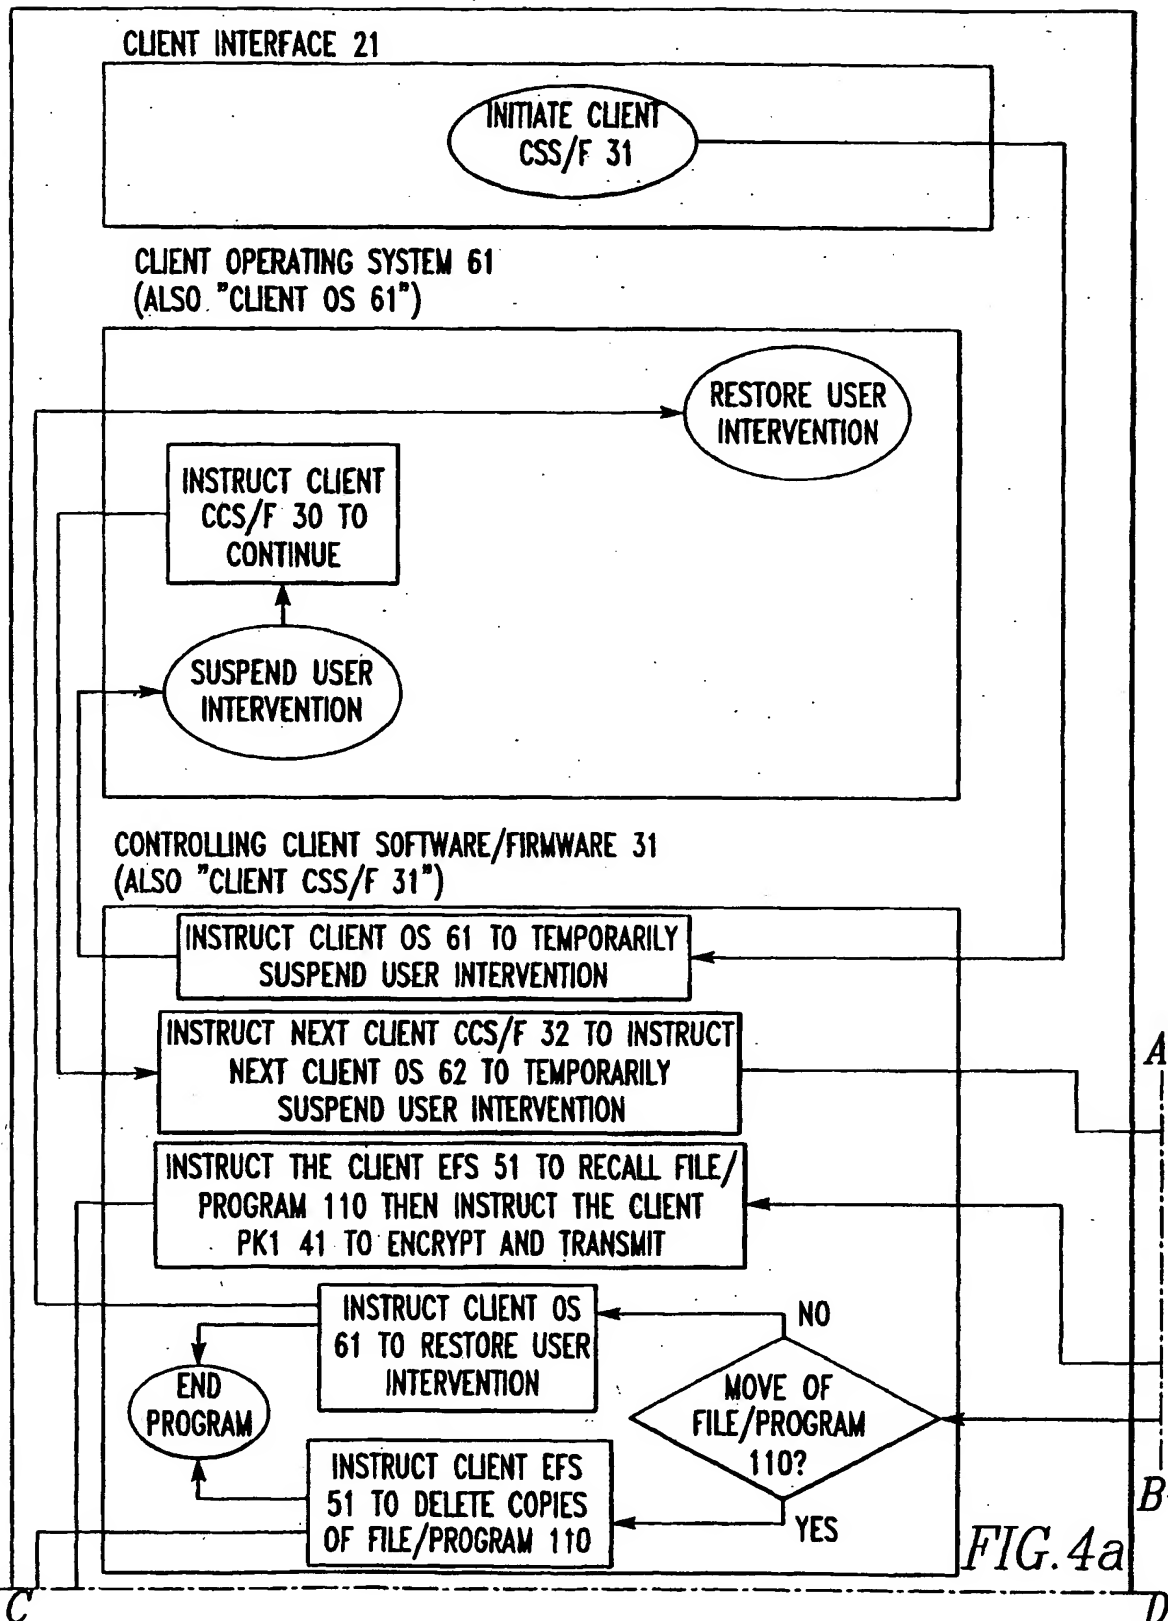 CLIENT INTERFACE 21
INITIATE CLIENT
CSS/F 31
CLIENT OPERATING SYSTEM 61
(ALSO "CLIENT OS 61")
RESTORE USER
INTERVENTION
INSTRUCT CLIENT
CCS/F 30 TO
CONTINUE
SUSPEND USER
INTERVENTION
CONTROLLING CLIENT SOFTWARE/FIRMWARE 31
(ALSO "CLIENT CSS/F 31")
INSTRUCT CLIENT OS 61 TO TEMPORARILY
SUSPEND USER INTERVENTION
INSTRUCT NEXT CLIENT CCS/F 32 TO INSTRUCT
NEXT CLIENT OS 62 TO TEMPORARILY
SUSPEND USER INTERVENTION
A
INSTRUCT THE CLIENT EFS 51 TO RECALL FILE/
PROGRAM 110 THEN INSTRUCT THE CLIENT
PK1 41 TO ENCRYPT AND TRANSMIT
INSTRUCT CLIENT OS
61 TO RESTORE USER
INTERVENTION
NO
END
PROGRAM
MOVE OF
FILE/PROGRAM
110?
INSTRUCT CLIENT EFS
51 TO DELETE COPIES
OF FILE/PROGRAM 110
YES
B
FIG.4a
C
D